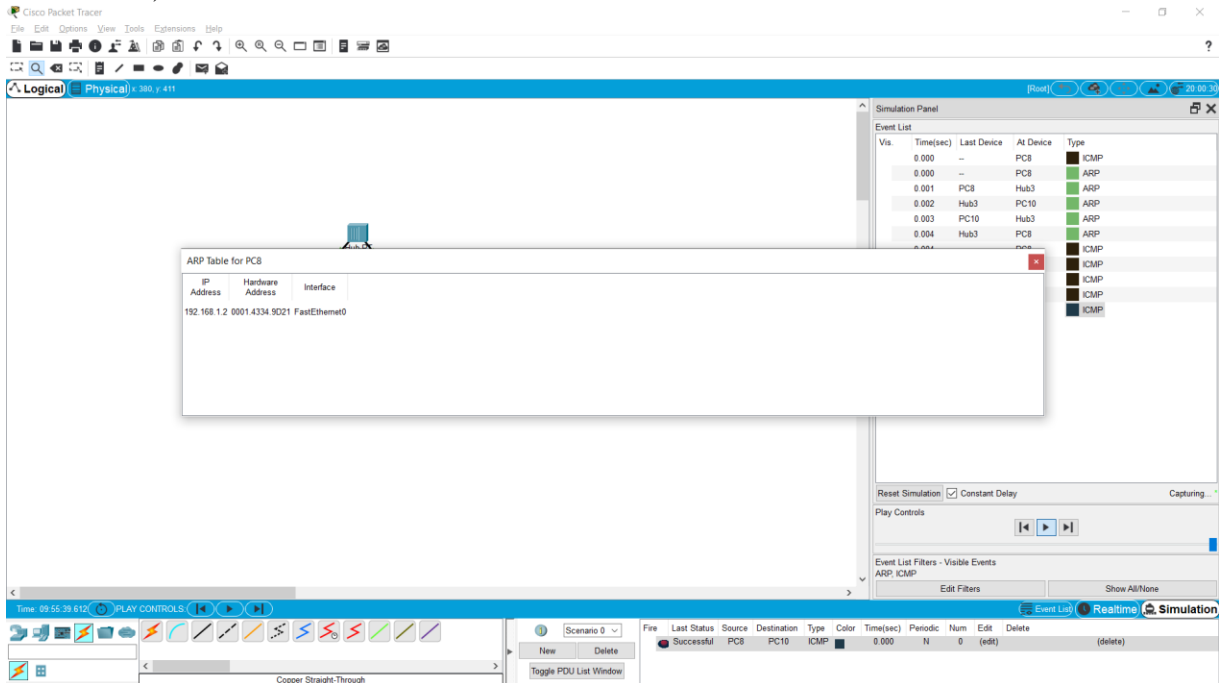 Cisco Packet Tracer
File Edit Options View Tools Extensions Help
?
Logical Physical x: 380, y: 411 [Root] 20:00:30
Simulation Panel
Event List
Vis. Time(sec) Last Device At Device Type
0.000 -- PC8 ICMP
0.000 -- PC8 ARP
0.001 PC8 Hub3 ARP
0.002 Hub3 PC10 ARP
0.003 PC10 Hub3 ARP
0.004 Hub3 PC8 ARP
ICMP
ICMP
ICMP
ICMP
ICMP
ARP Table for PC8
IP Address Hardware Address Interface
192.168.1.2 0001.4334.9D21 FastEthernet0
Reset Simulation Constant Delay Capturing...
Play Controls
Event List Filters - Visible Events
ARP, ICMP
Edit Filters Show All/None
Time: 09:55:39.612 PLAY CONTROLS: Event List Realtime Simulation
Scenario 0
New Delete
Toggle PDU List Window
Fire Last Status Source Destination Type Color Time(sec) Periodic Num Edit Delete
Successful PC8 PC10 ICMP 0.000 N 0 (edit) (delete)
Copper Straight-Through